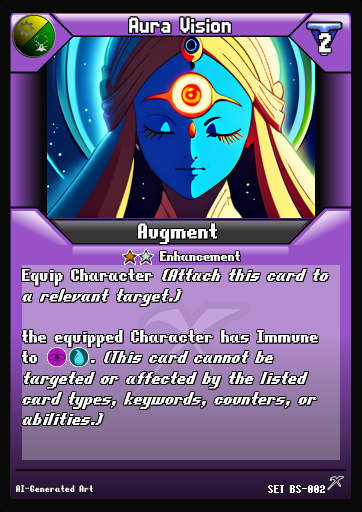 Aura Vision
2
Augment
Enhancement
Equip Character (Attach this card to
a relevant target.)
the equipped Character has Immune
to . (This card cannot be
targeted or affected by the listed
card types, keywords, counters, or
abilities.)
AI-Generated Art
SET BS-002